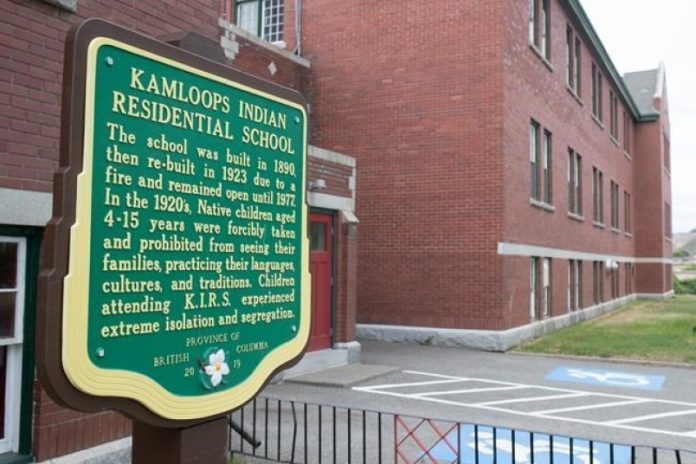 KAMLOOPS INDIAN
RESIDENTIAL SCHOOL
The school was built in 1890,
then re-built in 1923 due to a
fire and remained open until 1977.
In the 1920's, Native children aged
4-15 years were forcibly taken
and prohibited from seeing their
families, practicing their languages,
cultures, and traditions. Children
attending K.I.R.S. experienced
extreme isolation and segregation.
PROVINCE OF
BRITISH COLUMBIA
2019